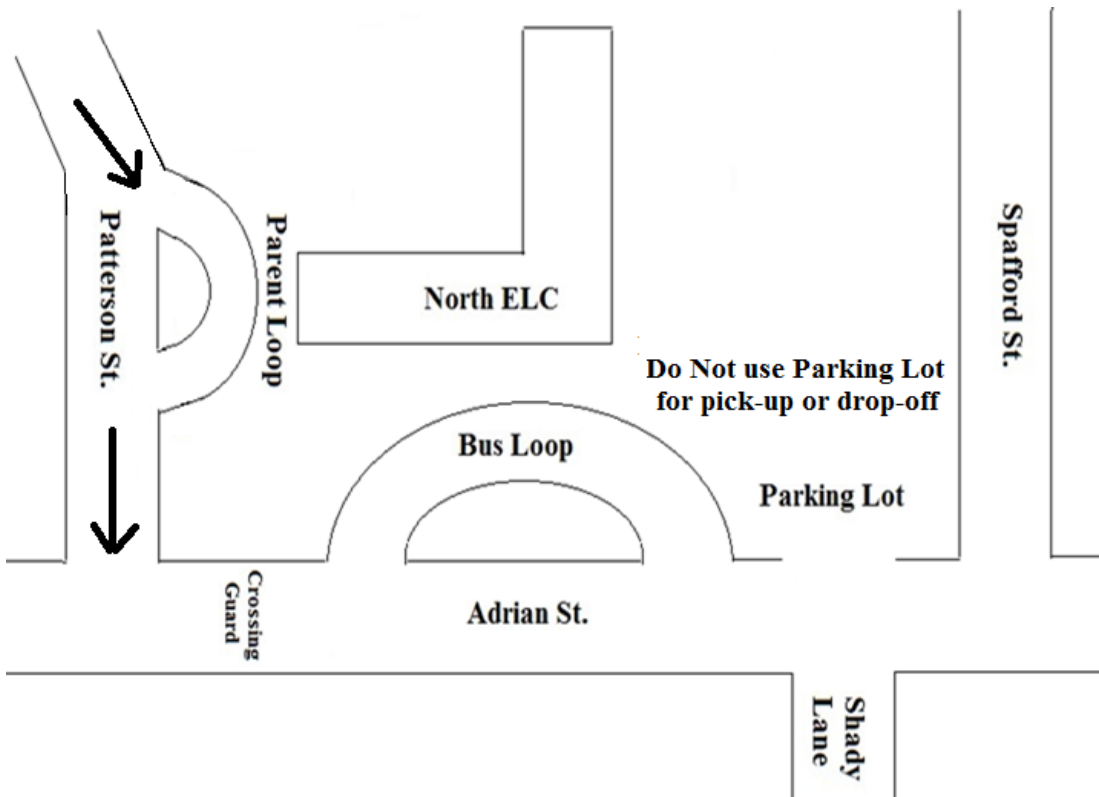 Patterson St.
Parent Loop
North ELC
Spafford St.
Do Not use Parking Lot
for pick-up or drop-off
Bus Loop
Parking Lot
Crossing
Guard
Adrian St.
Shady
Lane